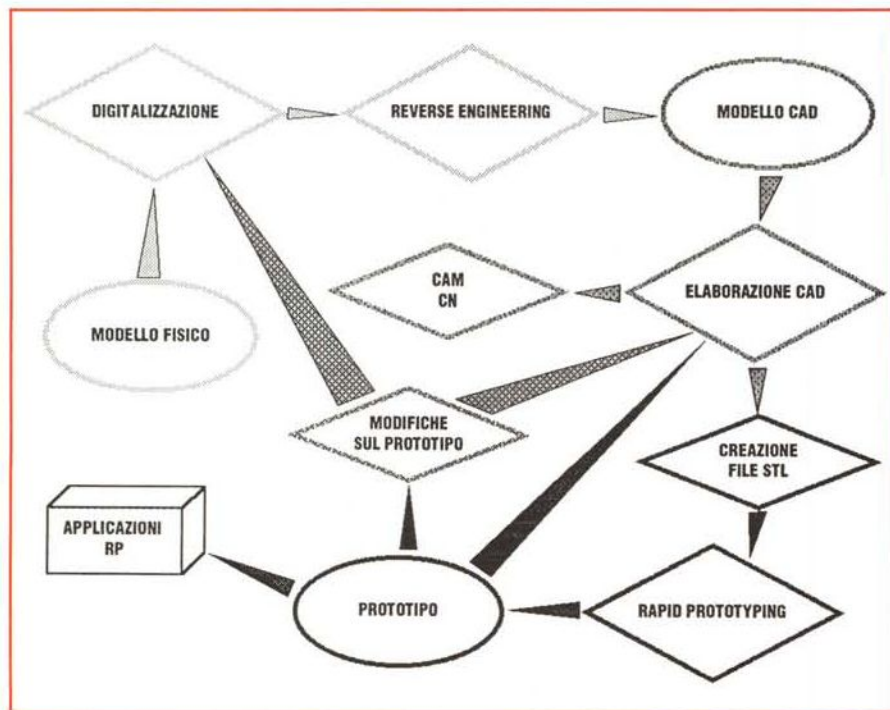 DIGITALIZZAZIONE
REVERSE ENGINEERING
MODELLO CAD
CAM
CN
ELABORAZIONE CAD
MODELLO FISICO
MODIFICHE
SUL PROTOTIPO
CREAZIONE
FILE STL
APPLICAZIONI
RP
PROTOTIPO
RAPID PROTOTYPING